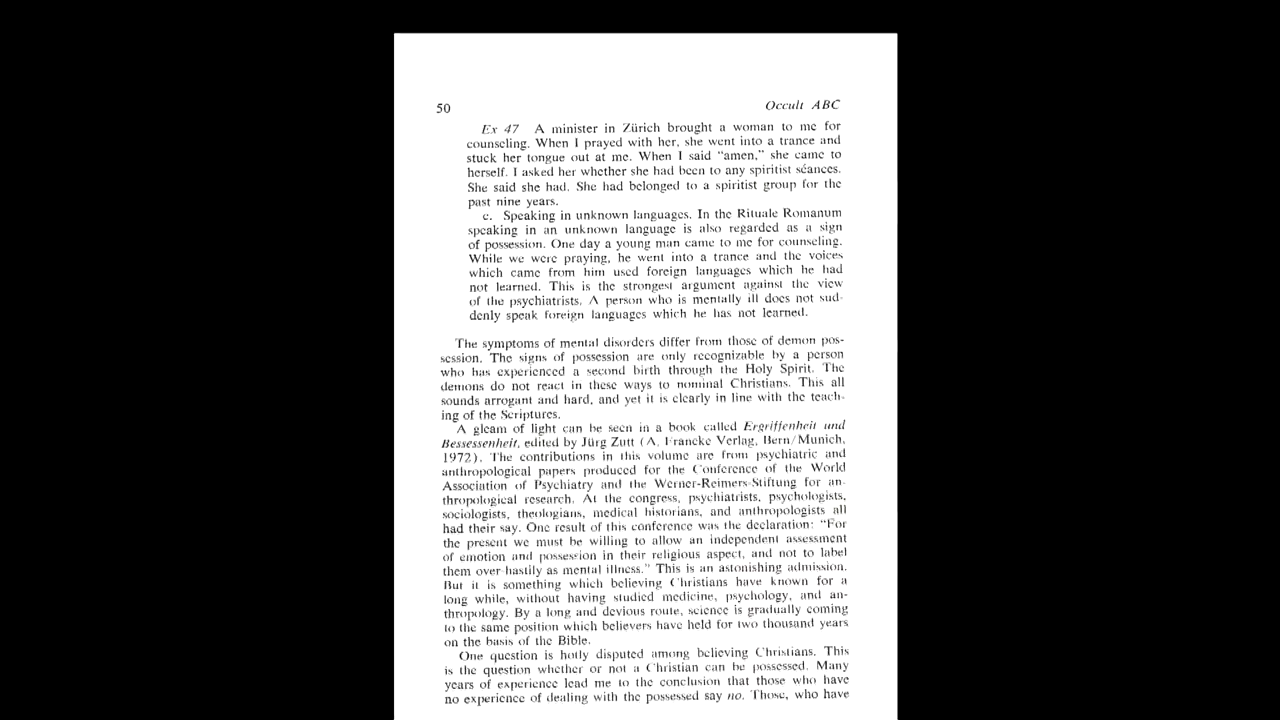 50
Occult ABC
Ex 47 A minister in Zürich brought a woman to me for
counseling. When I prayed with her, she went into a trance and
stuck her tongue out at me. When I said “amen,” she came to
herself. I asked her whether she had been to any spiritist séances.
She said she had. She had belonged to a spiritist group for the
past nine years.
c. Speaking in unknown languages. In the Rituale Romanum
speaking in an unknown language is also regarded as a sign
of possession. One day a young man came to me for counseling.
While we were praying, he went into a trance and the voices
which came from him used foreign languages which he had
not learned. This is the strongest argument against the view
of the psychiatrists. A person who is mentally ill does not sud-
denly speak foreign languages which he has not learned.
The symptoms of mental disorders differ from those of demon pos-
session. The signs of possession are only recognizable by a person
who has experienced a second birth through the Holy Spirit. The
demons do not react in these ways to nominal Christians. This all
sounds arrogant and hard, and yet it is clearly in line with the teach-
ing of the Scriptures.
A gleam of light can be seen in a book called Ergriffenheit und
Bessessenheit, edited by Jürg Zutt (A. Francke Verlag, Bern/Munich,
1972). The contributions in this volume are from psychiatric and
anthropological papers produced for the Conference of the World
Association of Psychiatry and the Werner-Reimers-Stiftung for an-
thropological research. At the congress, psychiatrists, psychologists,
sociologists, theologians, medical historians, and anthropologists all
had their say. One result of this conference was the declaration: “For
the present we must be willing to allow an independent assessment
of emotion and possession in their religious aspect, and not to label
them over-hastily as mental illness.” This is an astonishing admission.
But it is something which believing Christians have known for a
long while, without having studied medicine, psychology, and an-
thropology. By a long and devious route, science is gradually coming
to the same position which believers have held for two thousand years
on the basis of the Bible.
One question is hotly disputed among believing Christians. This
is the question whether or not a Christian can be possessed. Many
years of experience lead me to the conclusion that those who have
no experience of dealing with the possessed say no. Those, who have